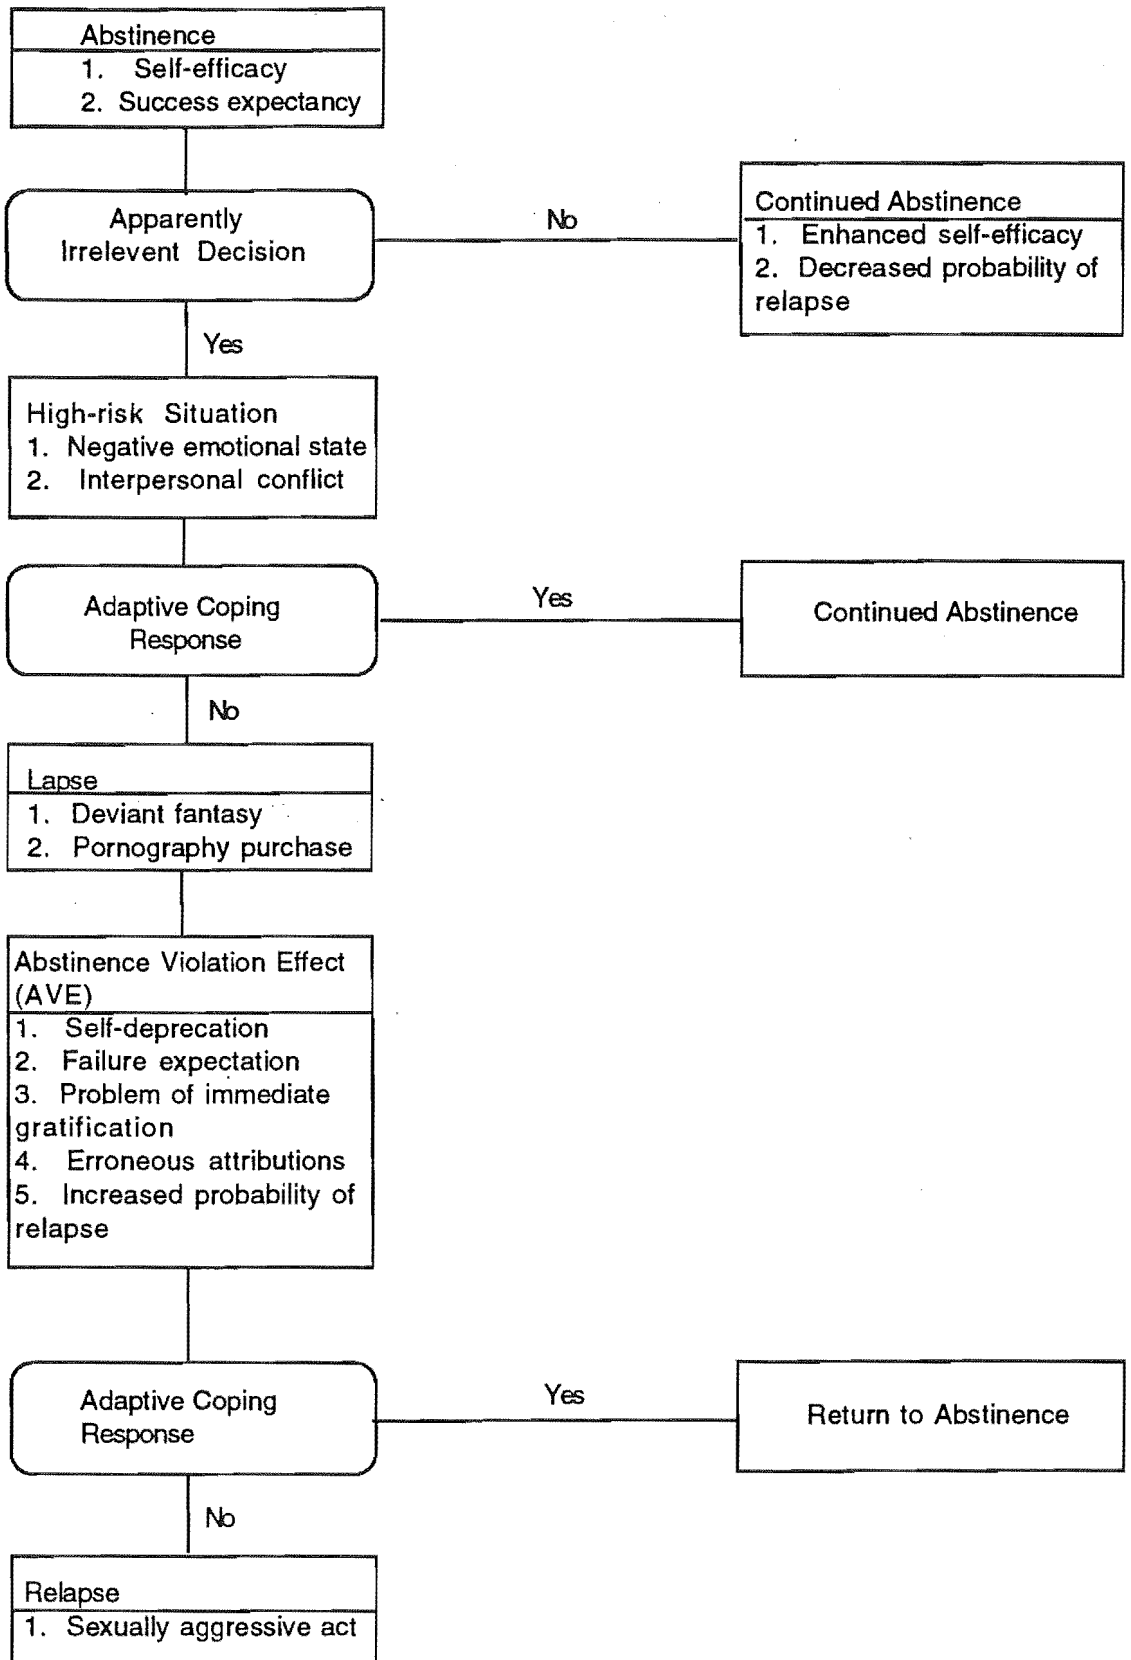 Abstinence
1. Self-efficacy
2. Success expectancy
Apparently
Irrelevent Decision
No
Continued Abstinence
1. Enhanced self-efficacy
2. Decreased probability of
relapse
Yes
High-risk Situation
1. Negative emotional state
2. Interpersonal conflict
Adaptive Coping
Response
Yes
Continued Abstinence
No
Lapse
1. Deviant fantasy
2. Pornography purchase
Abstinence Violation Effect
(AVE)
1. Self-deprecation
2. Failure expectation
3. Problem of immediate
gratification
4. Erroneous attributions
5. Increased probability of
relapse
Adaptive Coping
Response
Yes
Return to Abstinence
No
Relapse
1. Sexually aggressive act